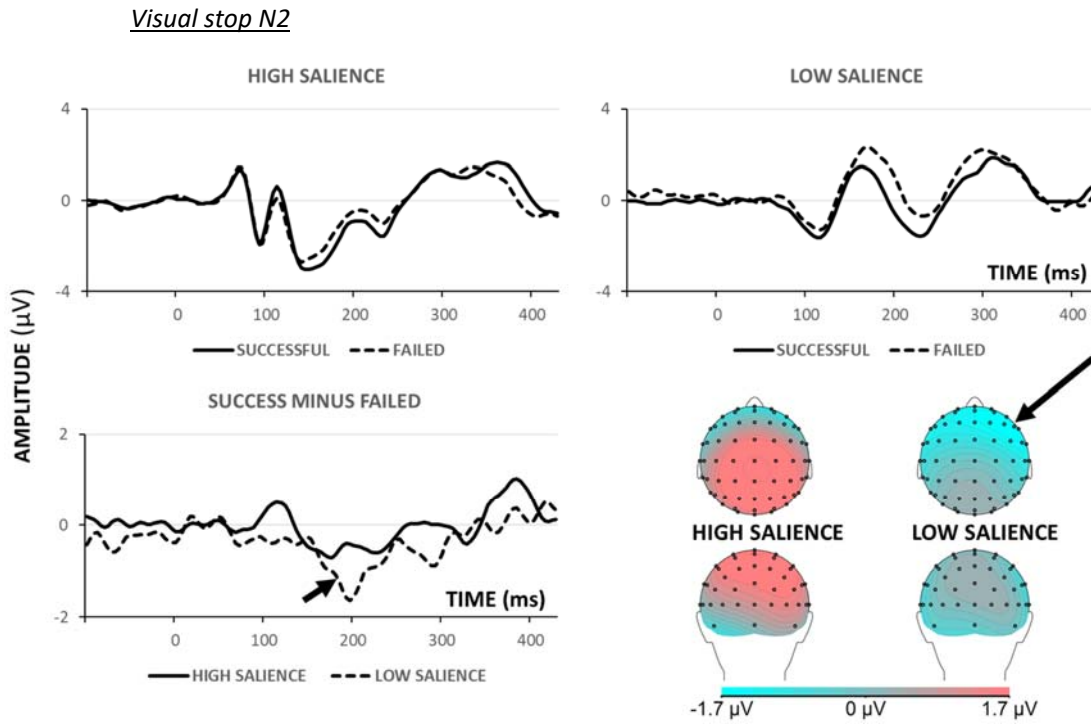 Visual stop N2
HIGH SALIENCE
LOW SALIENCE
AMPLITUDE (µV)
4
0
-4
0 100 200 300 400
SUCCESSFUL FAILED
4
0
-4
TIME (ms)
0 100 200 300 400
SUCCESSFUL FAILED
SUCCESS MINUS FAILED
2
0
-2
TIME (ms)
0 100 200 300 400
HIGH SALIENCE LOW SALIENCE
HIGH SALIENCE LOW SALIENCE
-1.7 µV 0 µV 1.7 µV